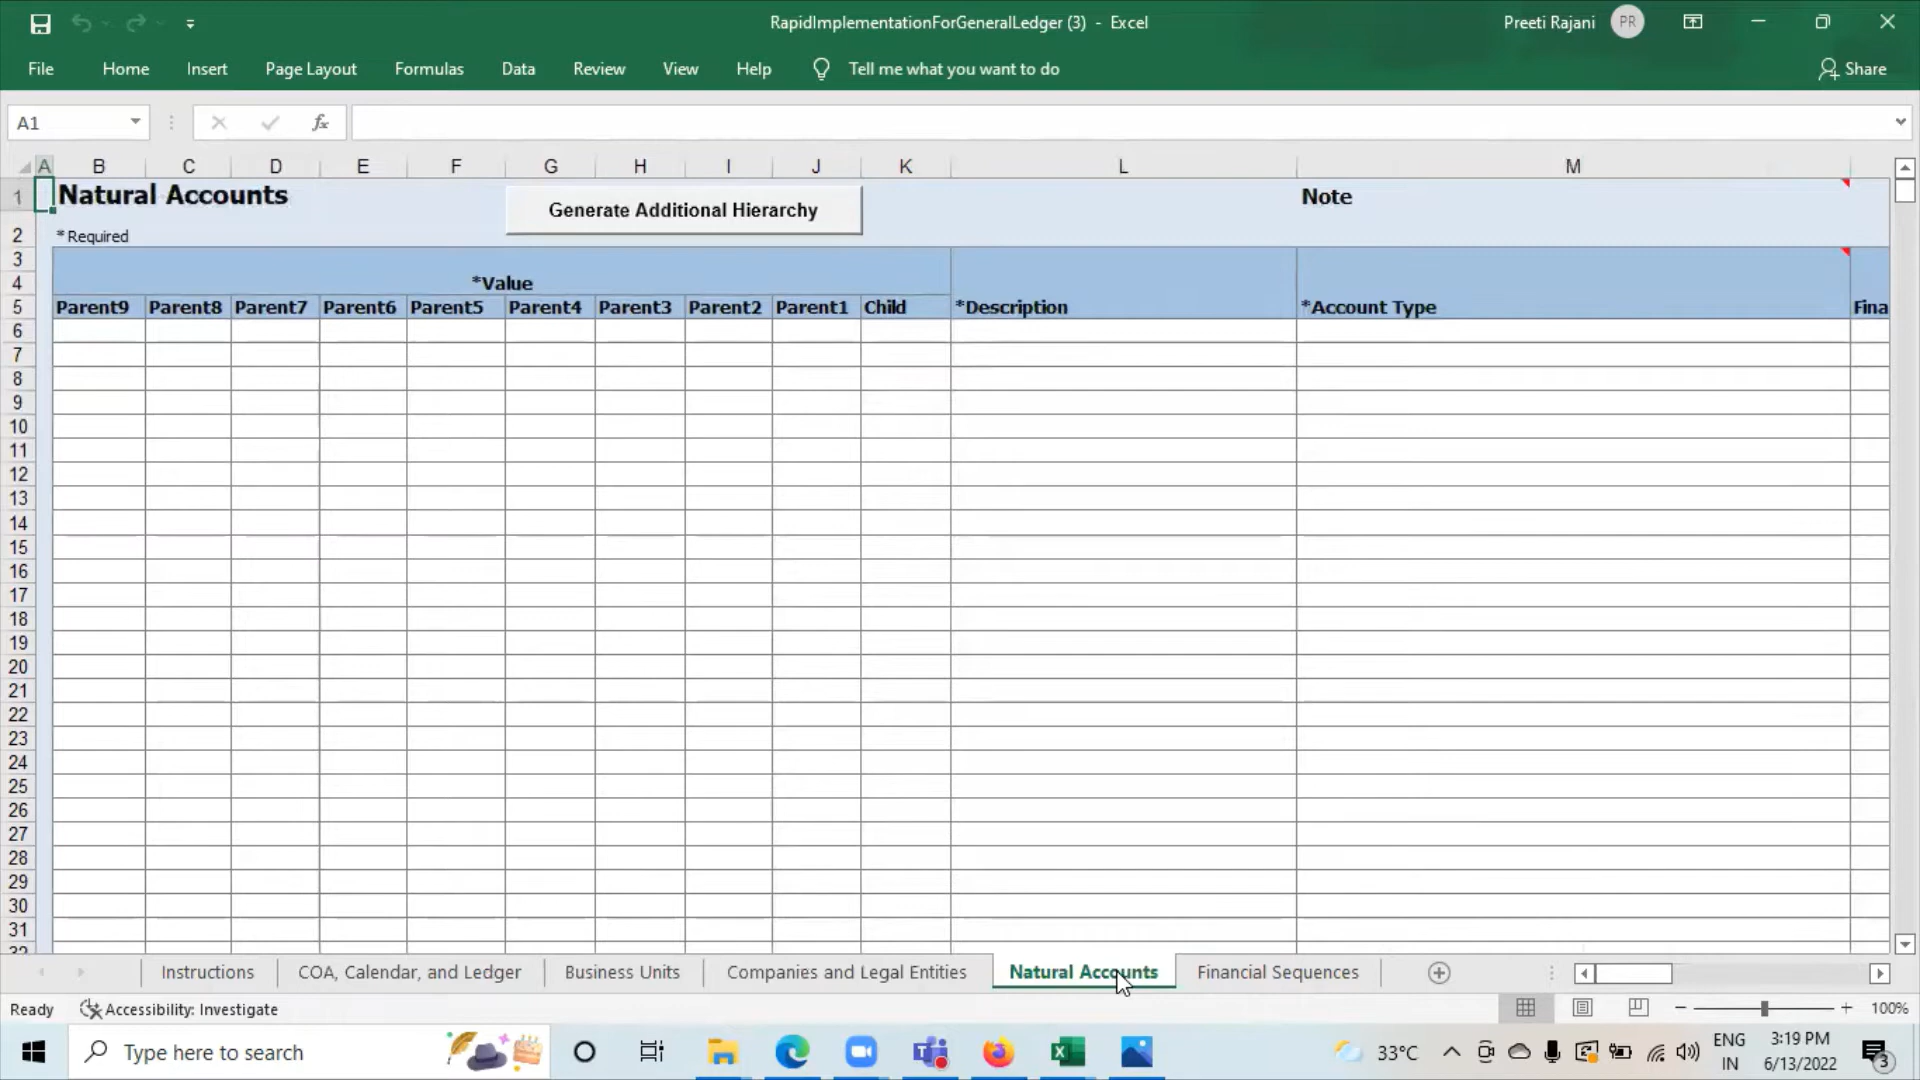 RapidImplementationForGeneralLedger (3) - Excel
Preeti Rajani PR
File Home Insert Page Layout Formulas Data Review View Help Tell me what you want to do Share
A1 fx
A B C D E F G H I J K L M
1 Natural Accounts Generate Additional Hierarchy Note
2 * Required
3
4 *Value
5 Parent9 Parent8 Parent7 Parent6 Parent5 Parent4 Parent3 Parent2 Parent1 Child *Description *Account Type Fina
6
7
8
9
10
11
12
13
14
15
16
17
18
19
20
21
22
23
24
25
26
27
28
29
30
31
32
Instructions COA, Calendar, and Ledger Business Units Companies and Legal Entities Natural Accounts Financial Sequences
Ready Accessibility: Investigate 100%
Type here to search 33°C ENG 3:19 PM
IN 6/13/2022 3